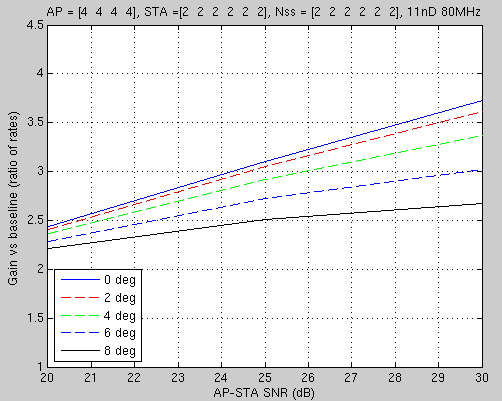 AP = [4 4 4 4], STA =[2 2 2 2 2 2], Nss = [2 2 2 2 2 2], 11nD 80MHz
4.5
4
3.5
3
2.5
2
1.5
1
Gain vs baseline (ratio of rates)
0 deg
2 deg
4 deg
6 deg
8 deg
20 21 22 23 24 25 26 27 28 29 30
AP-STA SNR (dB)